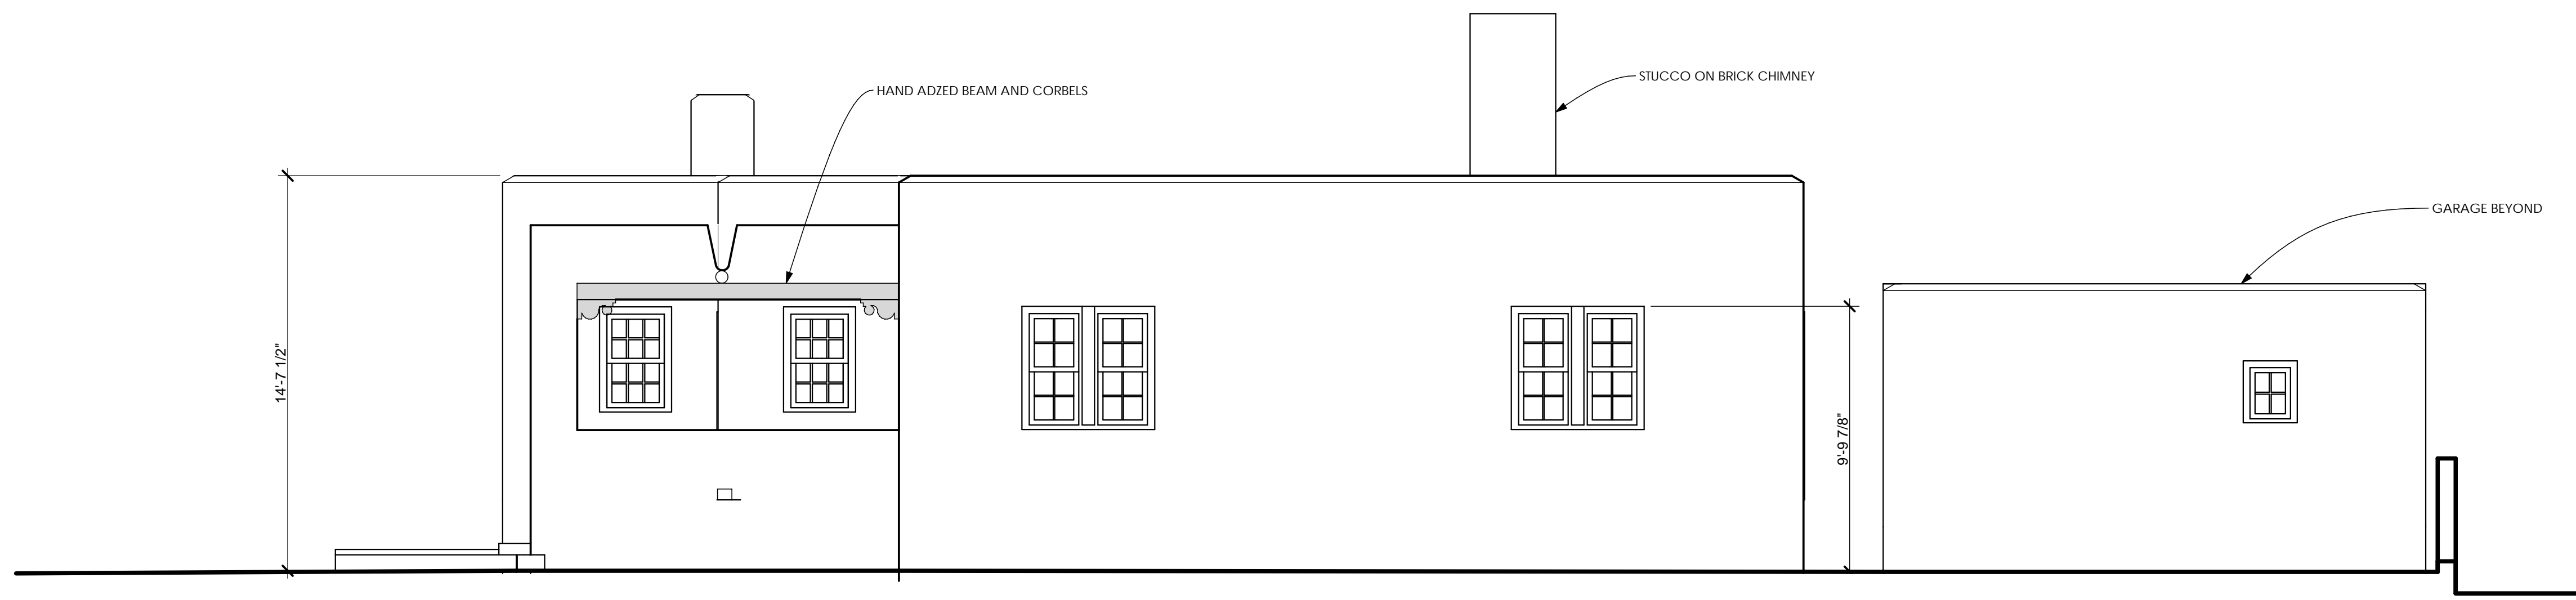 STUCCO ON BRICK CHIMNEY
HAND ADZED BEAM AND CORBELS
GARAGE BEYOND
14'-7 1/2"
9'-9 7/8"